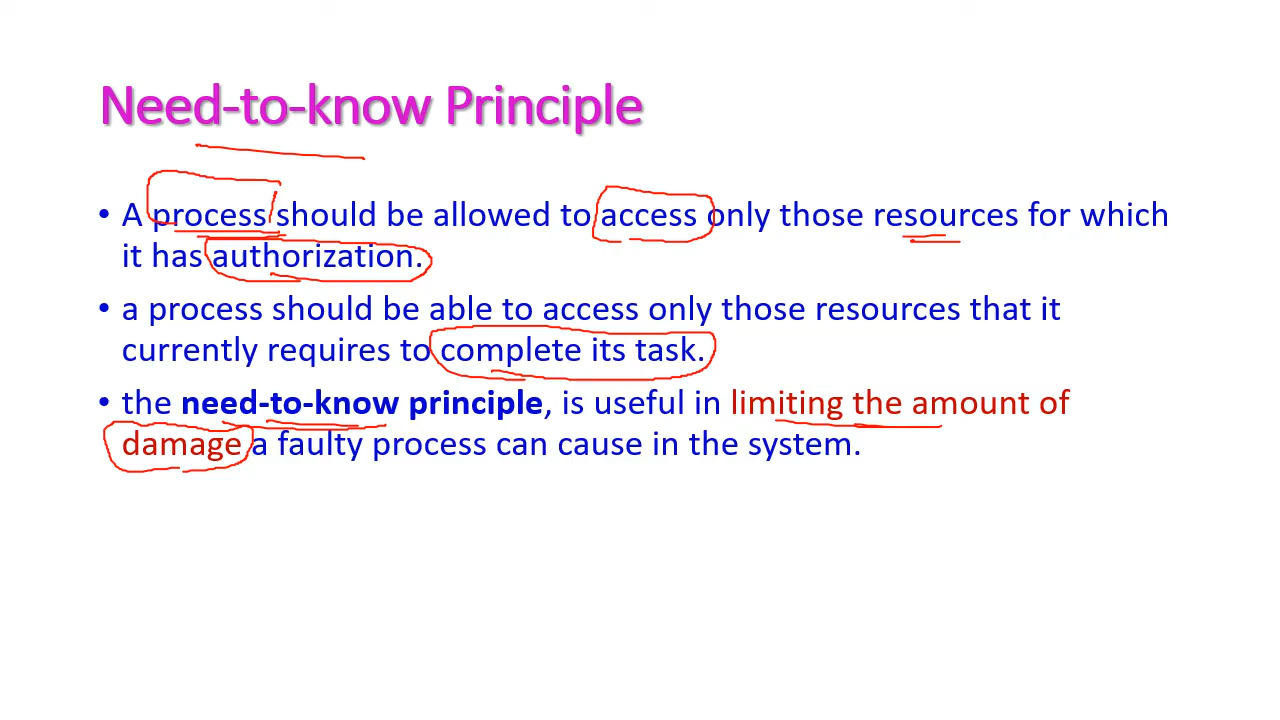 Need-to-know Principle
• A process should be allowed to access only those resources for which
it has authorization.
• a process should be able to access only those resources that it
currently requires to complete its task.
• the need-to-know principle, is useful in limiting the amount of
damage a faulty process can cause in the system.